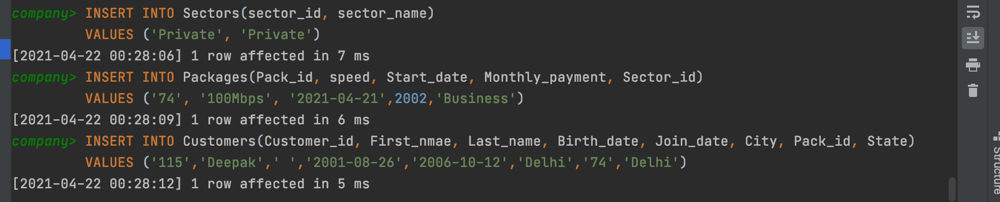 company> INSERT INTO Sectors(sector_id, sector_name)
VALUES ('Private', 'Private')
[2021-04-22 00:28:06] 1 row affected in 7 ms
company> INSERT INTO Packages(Pack_id, speed, Start_date, Monthly_payment, Sector_id)
VALUES ('74', '100Mbps', '2021-04-21',2002,'Business')
[2021-04-22 00:28:09] 1 row affected in 6 ms
company> INSERT INTO Customers(Customer_id, First_nmae, Last_name, Birth_date, Join_date, City, Pack_id, State)
VALUES ('115','Deepak',' ','2001-08-26','2006-10-12','Delhi','74','Delhi')
[2021-04-22 00:28:12] 1 row affected in 5 ms
Structure